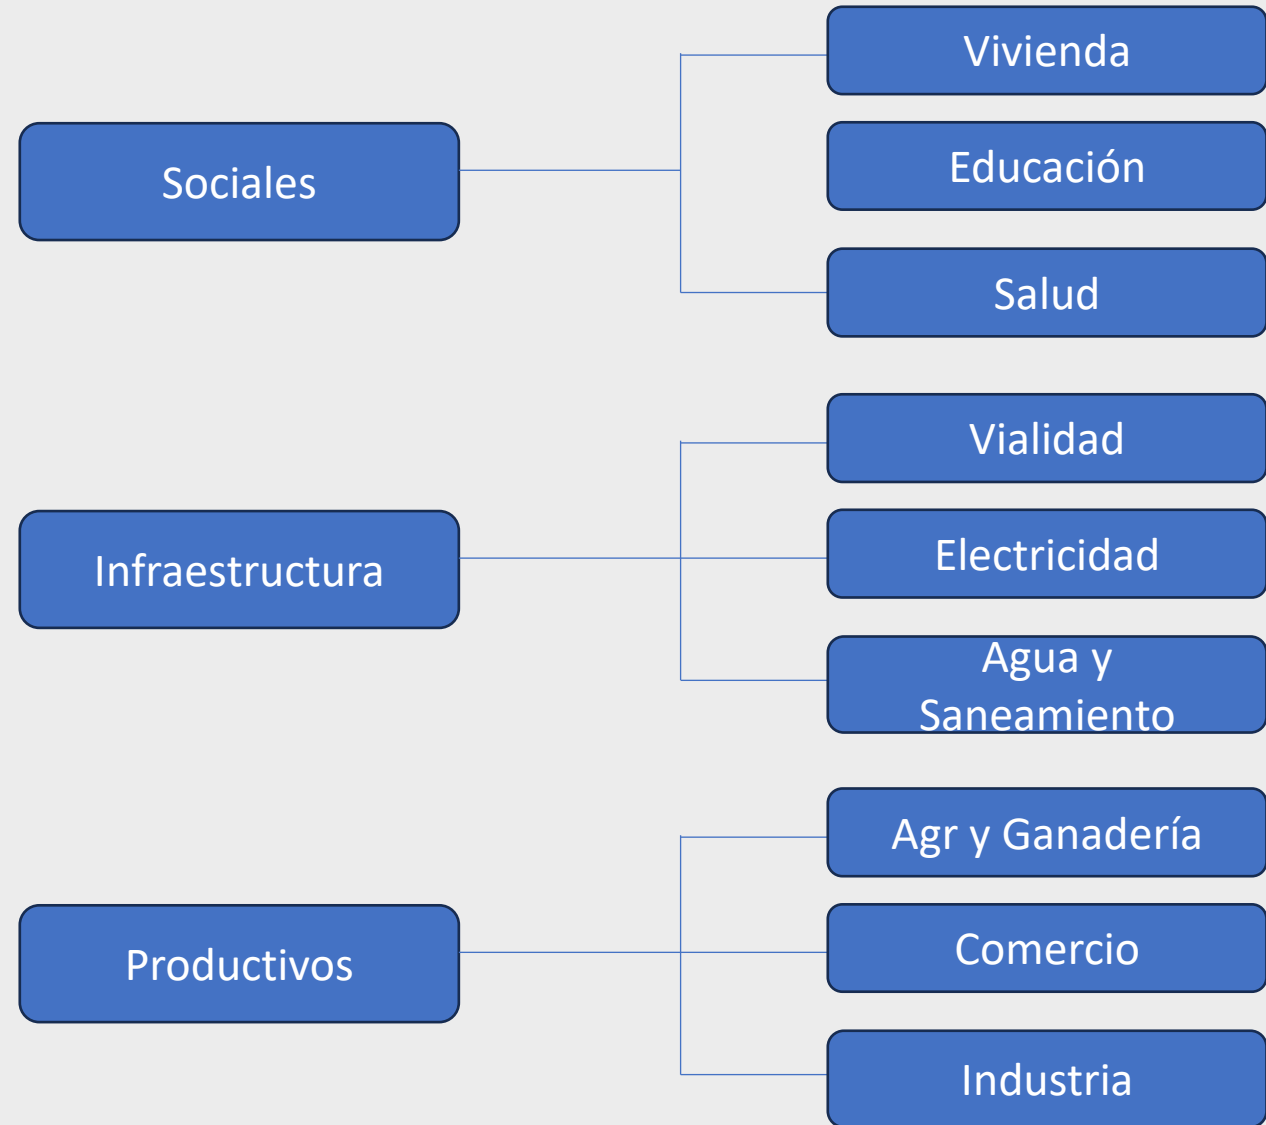 Sociales
Vivienda
Educación
Salud
Infraestructura
Vialidad
Electricidad
Agua y
Saneamiento
Productivos
Agr y Ganadería
Comercio
Industria